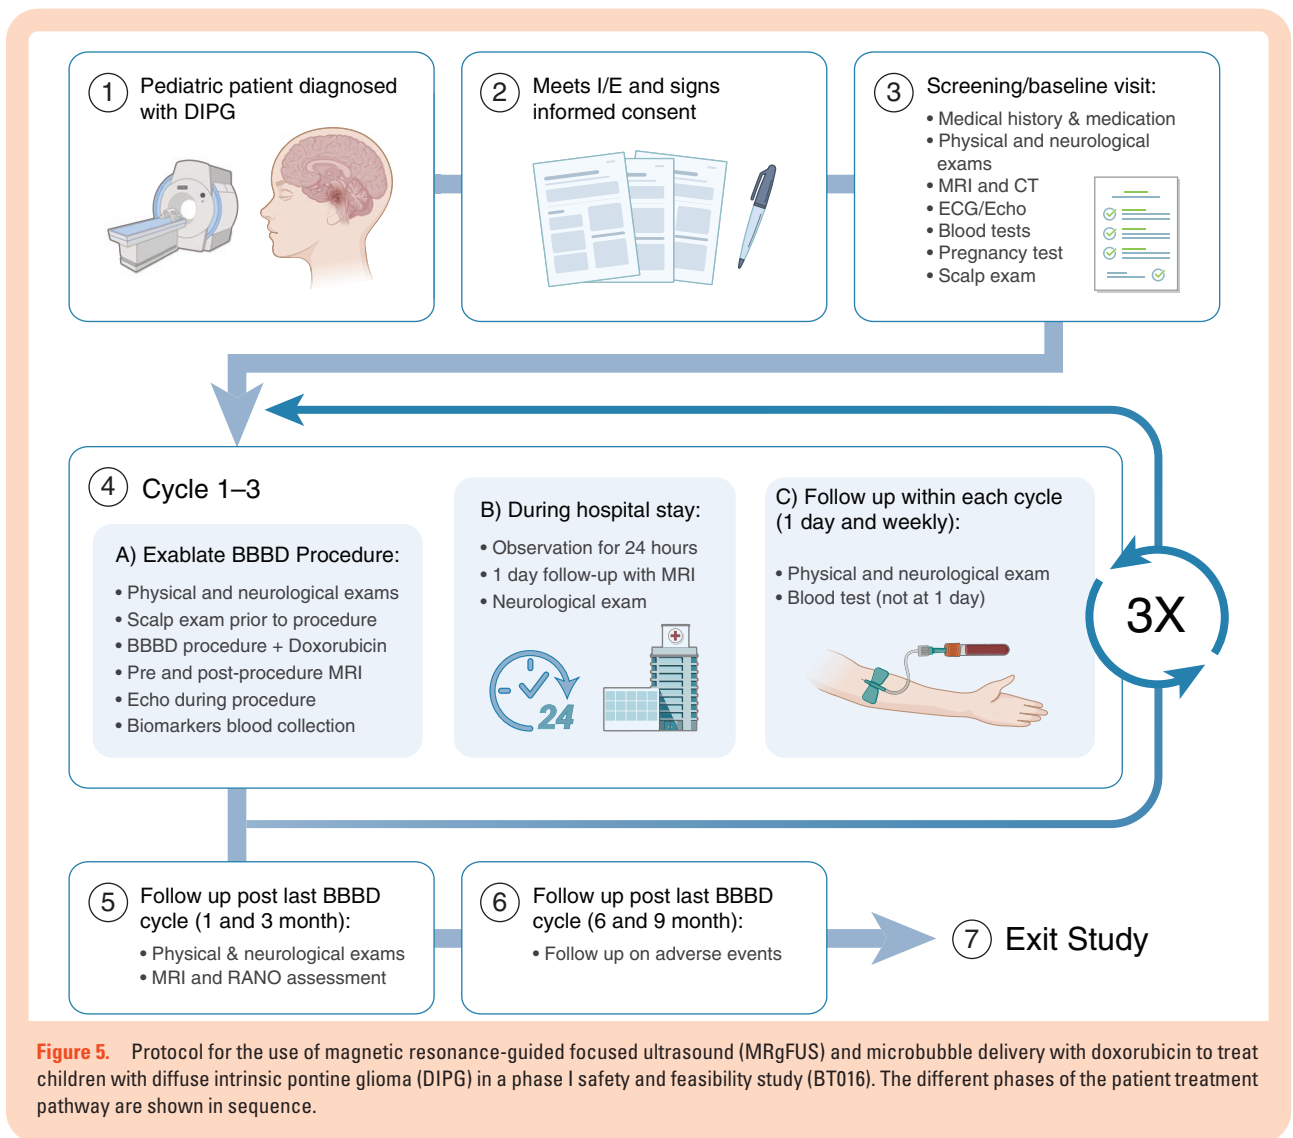 1
Pediatric patient diagnosed
with DIPG
2
Meets I/E and signs
informed consent
3
Screening/baseline visit:
• Medical history & medication
• Physical and neurological
exams
• MRI and CT
• ECG/Echo
• Blood tests
• Pregnancy test
• Scalp exam
4
Cycle 1–3
A) Exablate BBBD Procedure:
• Physical and neurological exams
• Scalp exam prior to procedure
• BBBD procedure + Doxorubicin
• Pre and post-procedure MRI
• Echo during procedure
• Biomarkers blood collection
B) During hospital stay:
• Observation for 24 hours
• 1 day follow-up with MRI
• Neurological exam
24
C) Follow up within each cycle
(1 day and weekly):
• Physical and neurological exam
• Blood test (not at 1 day)
3X
5
Follow up post last BBBD
cycle (1 and 3 month):
• Physical & neurological exams
• MRI and RANO assessment
6
Follow up post last BBBD
cycle (6 and 9 month):
• Follow up on adverse events
7
Exit Study
Figure 5. Protocol for the use of magnetic resonance-guided focused ultrasound (MRgFUS) and microbubble delivery with doxorubicin to treat
children with diffuse intrinsic pontine glioma (DIPG) in a phase I safety and feasibility study (BT016). The different phases of the patient treatment
pathway are shown in sequence.